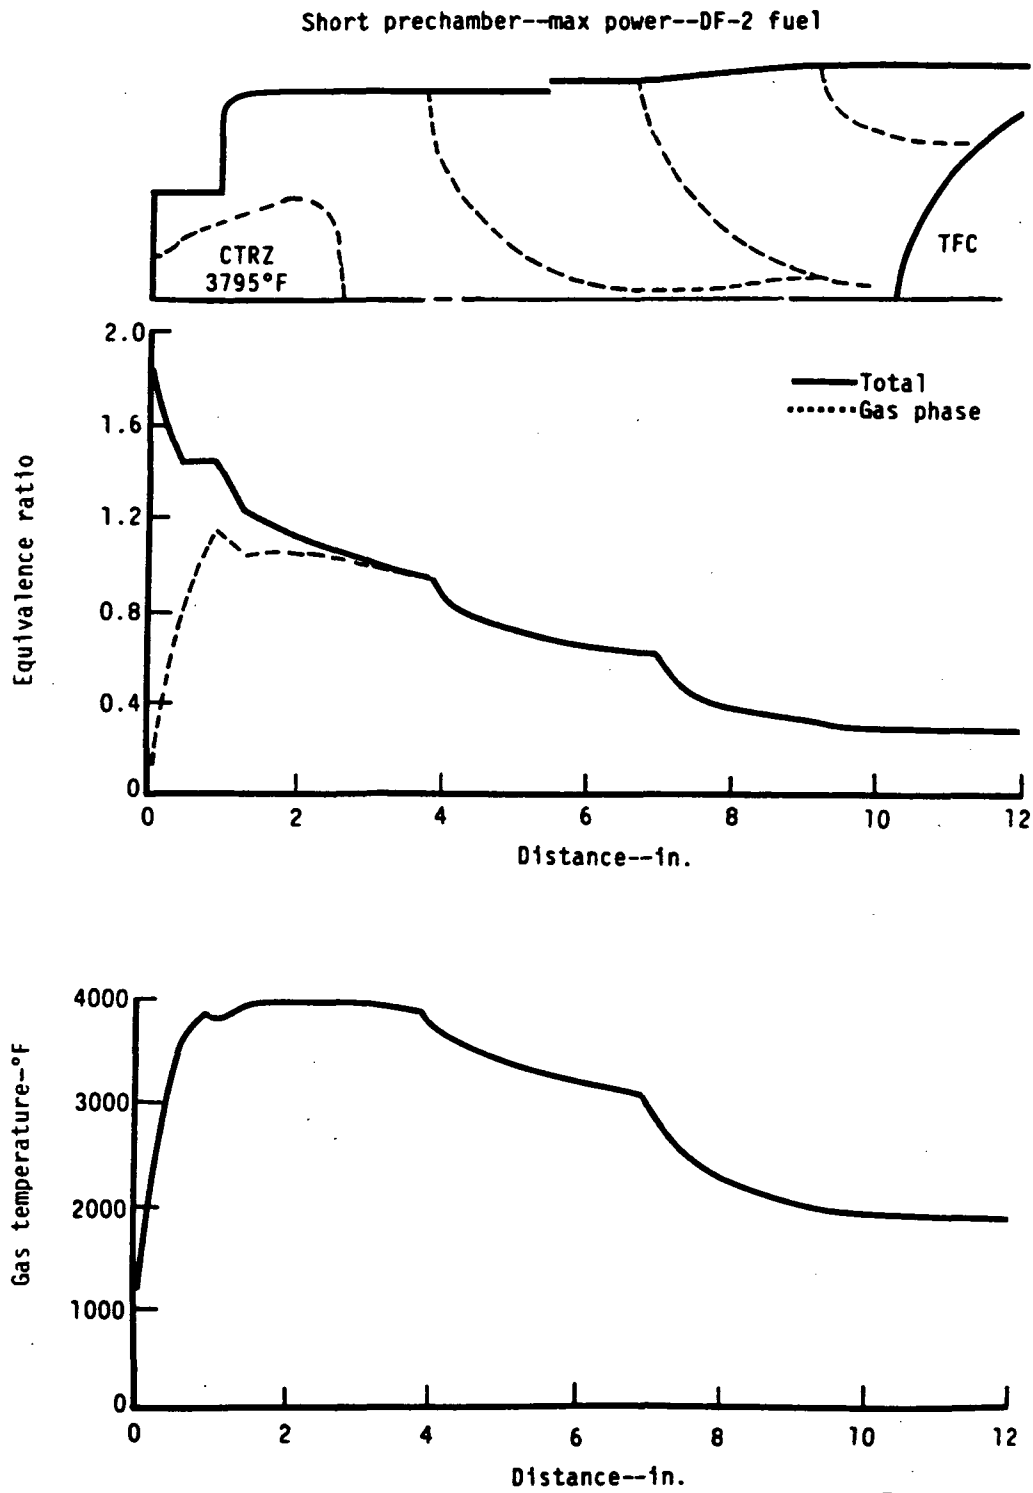 Short prechamber--max power--DF-2 fuel
CTRZ
3795°F
TFC
2.0
1.6
1.2
0.8
0.4
0
Equivalence ratio
Total
Gas phase
0 2 4 6 8 10 12
Distance--in.
4000
3000
2000
1000
0
Gas temperature-°F
0 2 4 6 8 10 12
Distance--in.